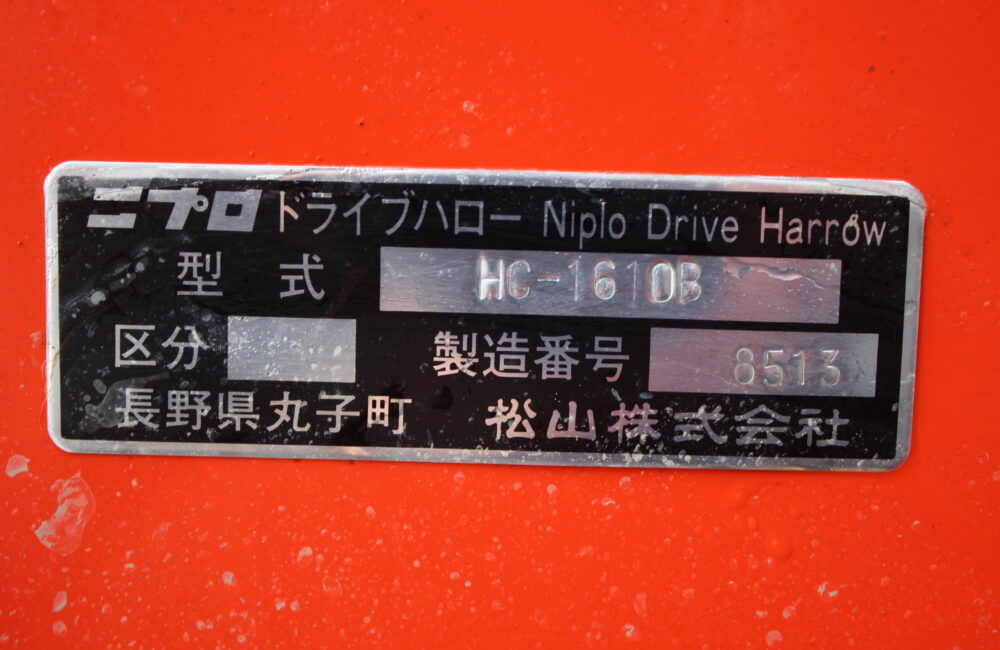 ニプロ ドライブハロー Niplo Drive Harrow
型式 HC-1610B
区分 製造番号 8513
長野県丸子町 松山株式会社